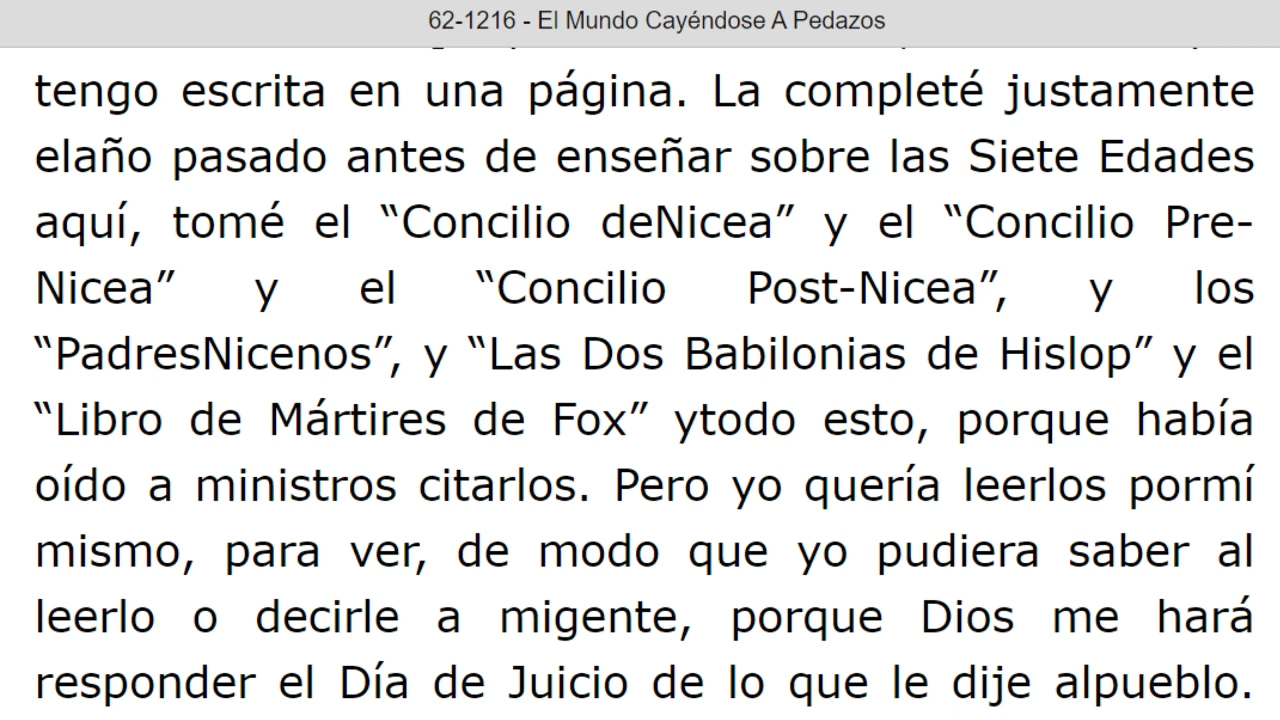 62-1216 - El Mundo Cayéndose A Pedazos
tengo escrita en una página. La completé justamente
elaño pasado antes de enseñar sobre las Siete Edades
aquí, tomé el “Concilio deNicea” y el “Concilio Pre-
Nicea” y el “Concilio Post-Nicea”, y los
“PadresNicenos”, y “Las Dos Babilonias de Hislop” y el
“Libro de Mártires de Fox” ytodo esto, porque había
oído a ministros citarlos. Pero yo quería leerlos pormí
mismo, para ver, de modo que yo pudiera saber al
leerlo o decirle a migente, porque Dios me hará
responder el Día de Juicio de lo que le dije alpueblo.